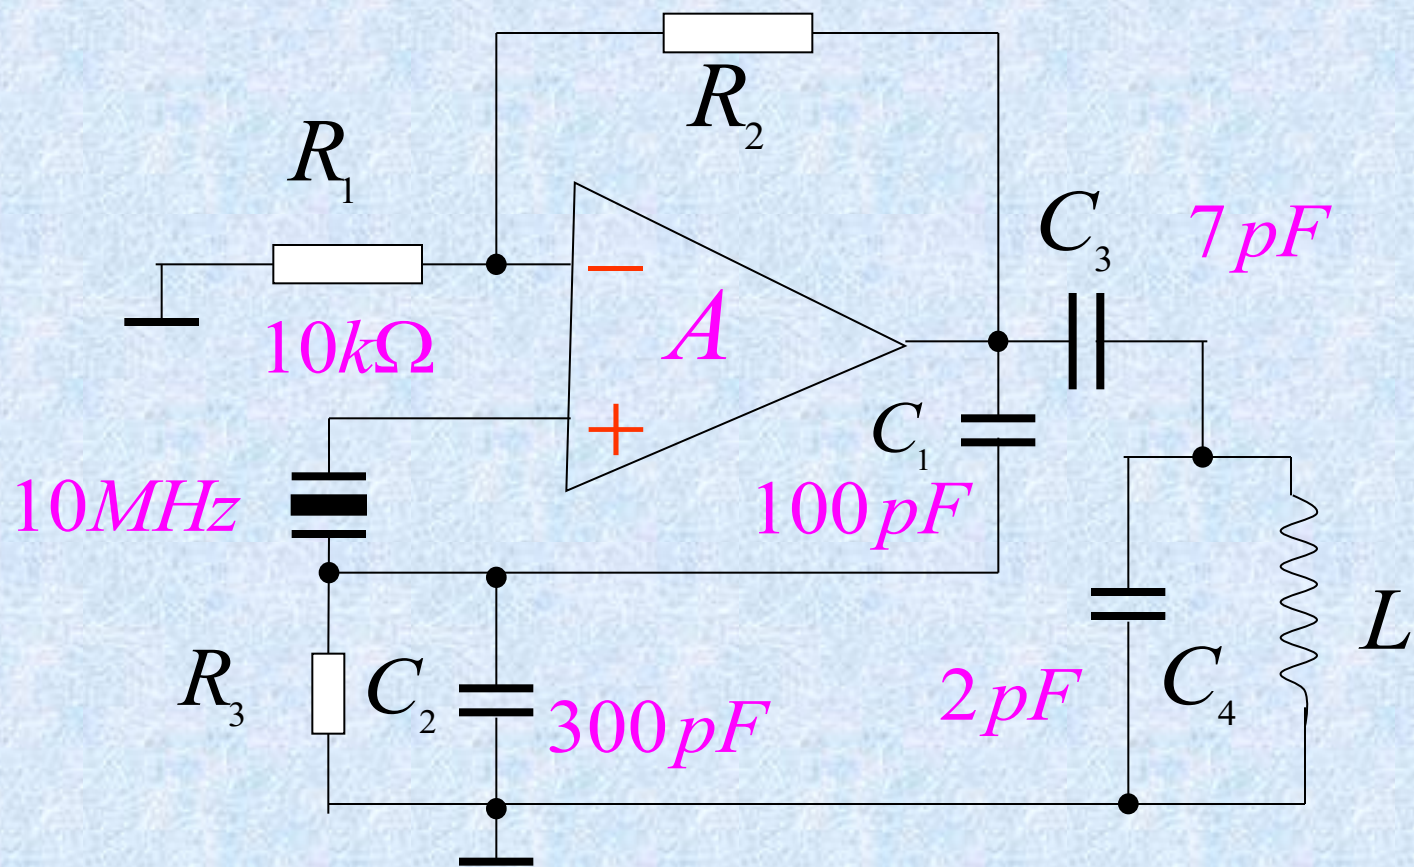 R₂
R₁
10kΩ
−
A
+
C₃
7pF
C₁
100pF
10MHz
R₃
C₂
300pF
2pF
C₄
L